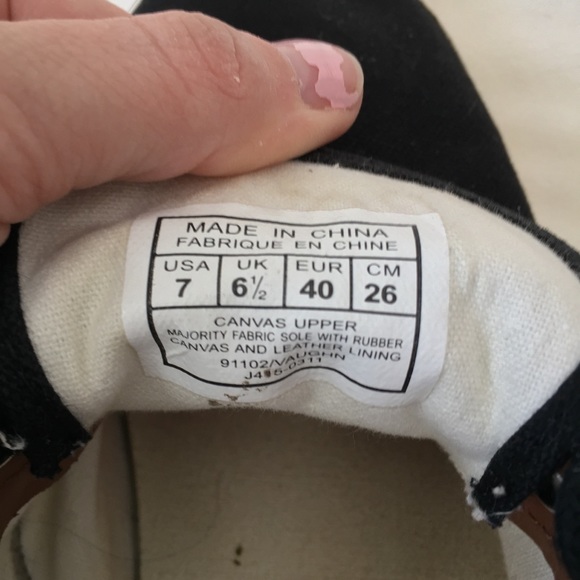 MADE IN CHINA
FABRIQUE EN CHINE
USA UK EUR CM
7 6½ 40 26
CANVAS UPPER
MAJORITY FABRIC SOLE WITH RUBBER
CANVAS AND LEATHER LINING
91102/VAUGHN